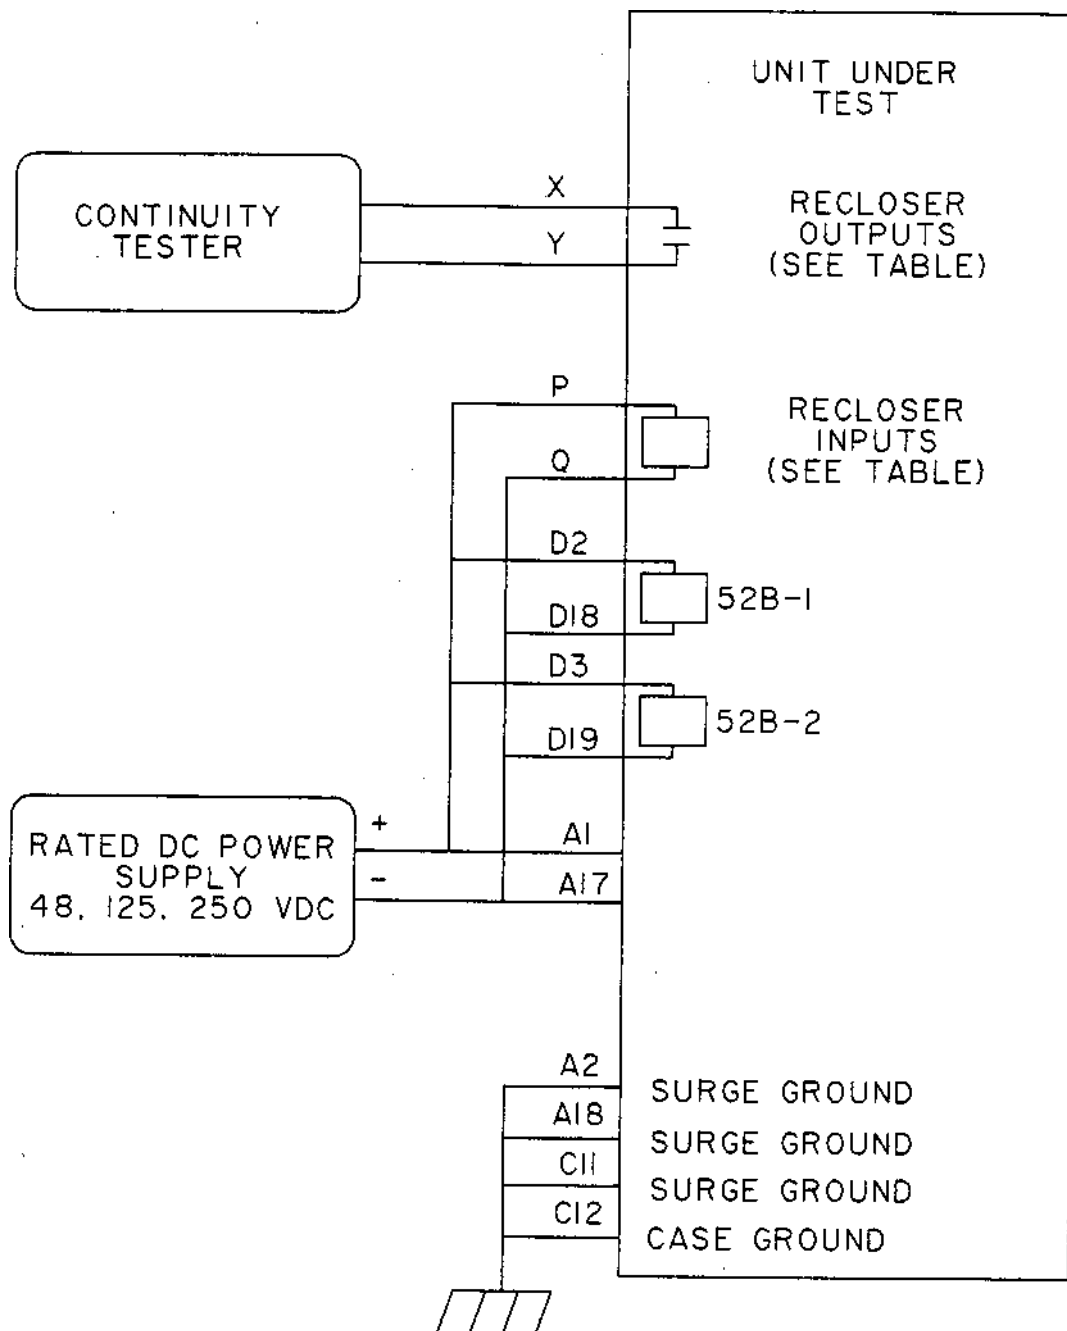 UNIT UNDER
TEST
CONTINUITY
TESTER
X
Y
RECLOSER
OUTPUTS
(SEE TABLE)
P
Q
RECLOSER
INPUTS
(SEE TABLE)
D2
D18
52B-1
D3
D19
52B-2
RATED DC POWER
SUPPLY
48, 125, 250 VDC
+
-
A1
A17
A2
SURGE GROUND
A18
SURGE GROUND
C11
SURGE GROUND
C12
CASE GROUND